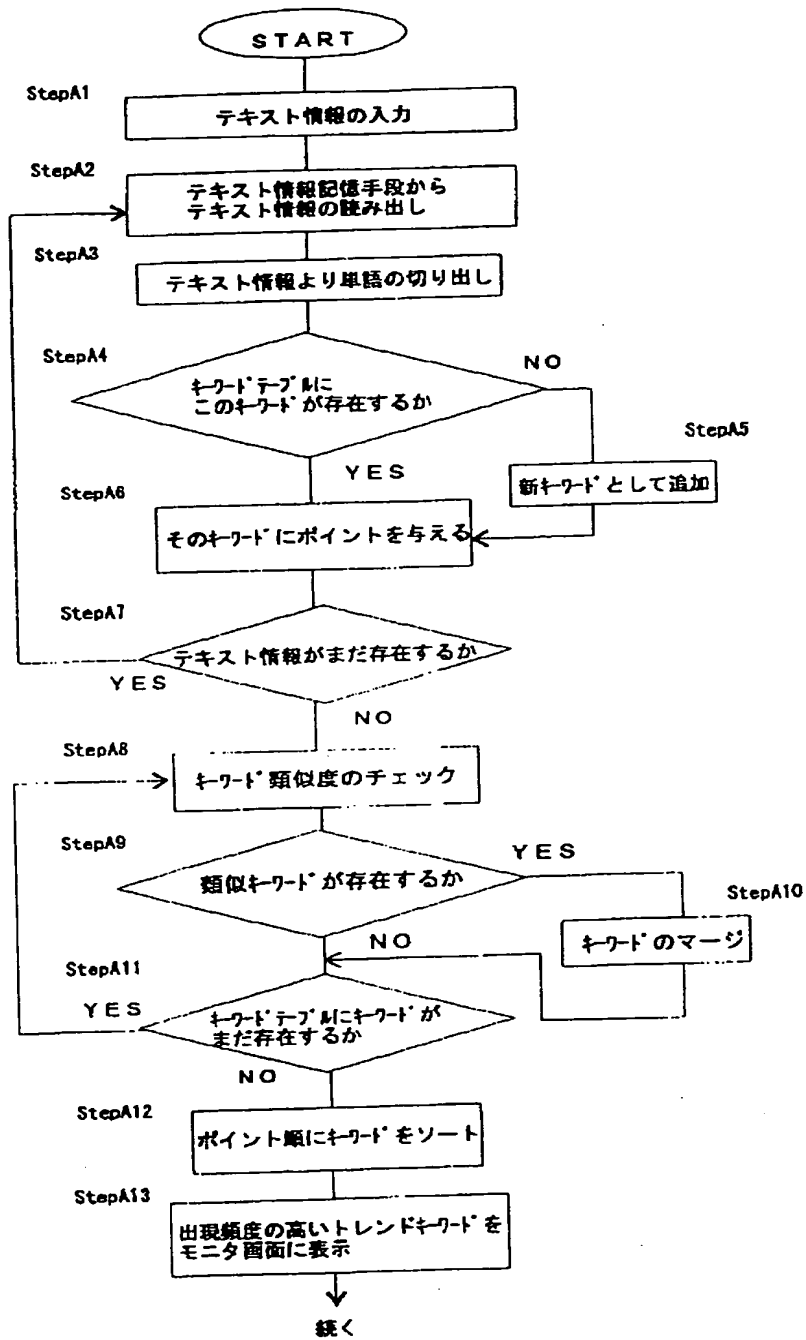 START
StepA1
テキスト情報の入力
StepA2
テキスト情報記憶手段から
テキスト情報の読み出し
StepA3
テキスト情報より単語の切り出し
StepA4
キーワードテーブルに
このキーワードが存在するか
NO
StepA5
新キーワードとして追加
YES
StepA6
そのキーワードにポイントを与える
StepA7
テキスト情報がまだ存在するか
YES
NO
StepA8
キーワード類似度のチェック
StepA9
類似キーワードが存在するか
YES
StepA10
キーワードのマージ
NO
StepA11
YES
キーワードテーブルにキーワードが
まだ存在するか
NO
StepA12
ポイント順にキーワードをソート
StepA13
出現頻度の高いトレンドキーワードを
モニタ画面に表示
続く